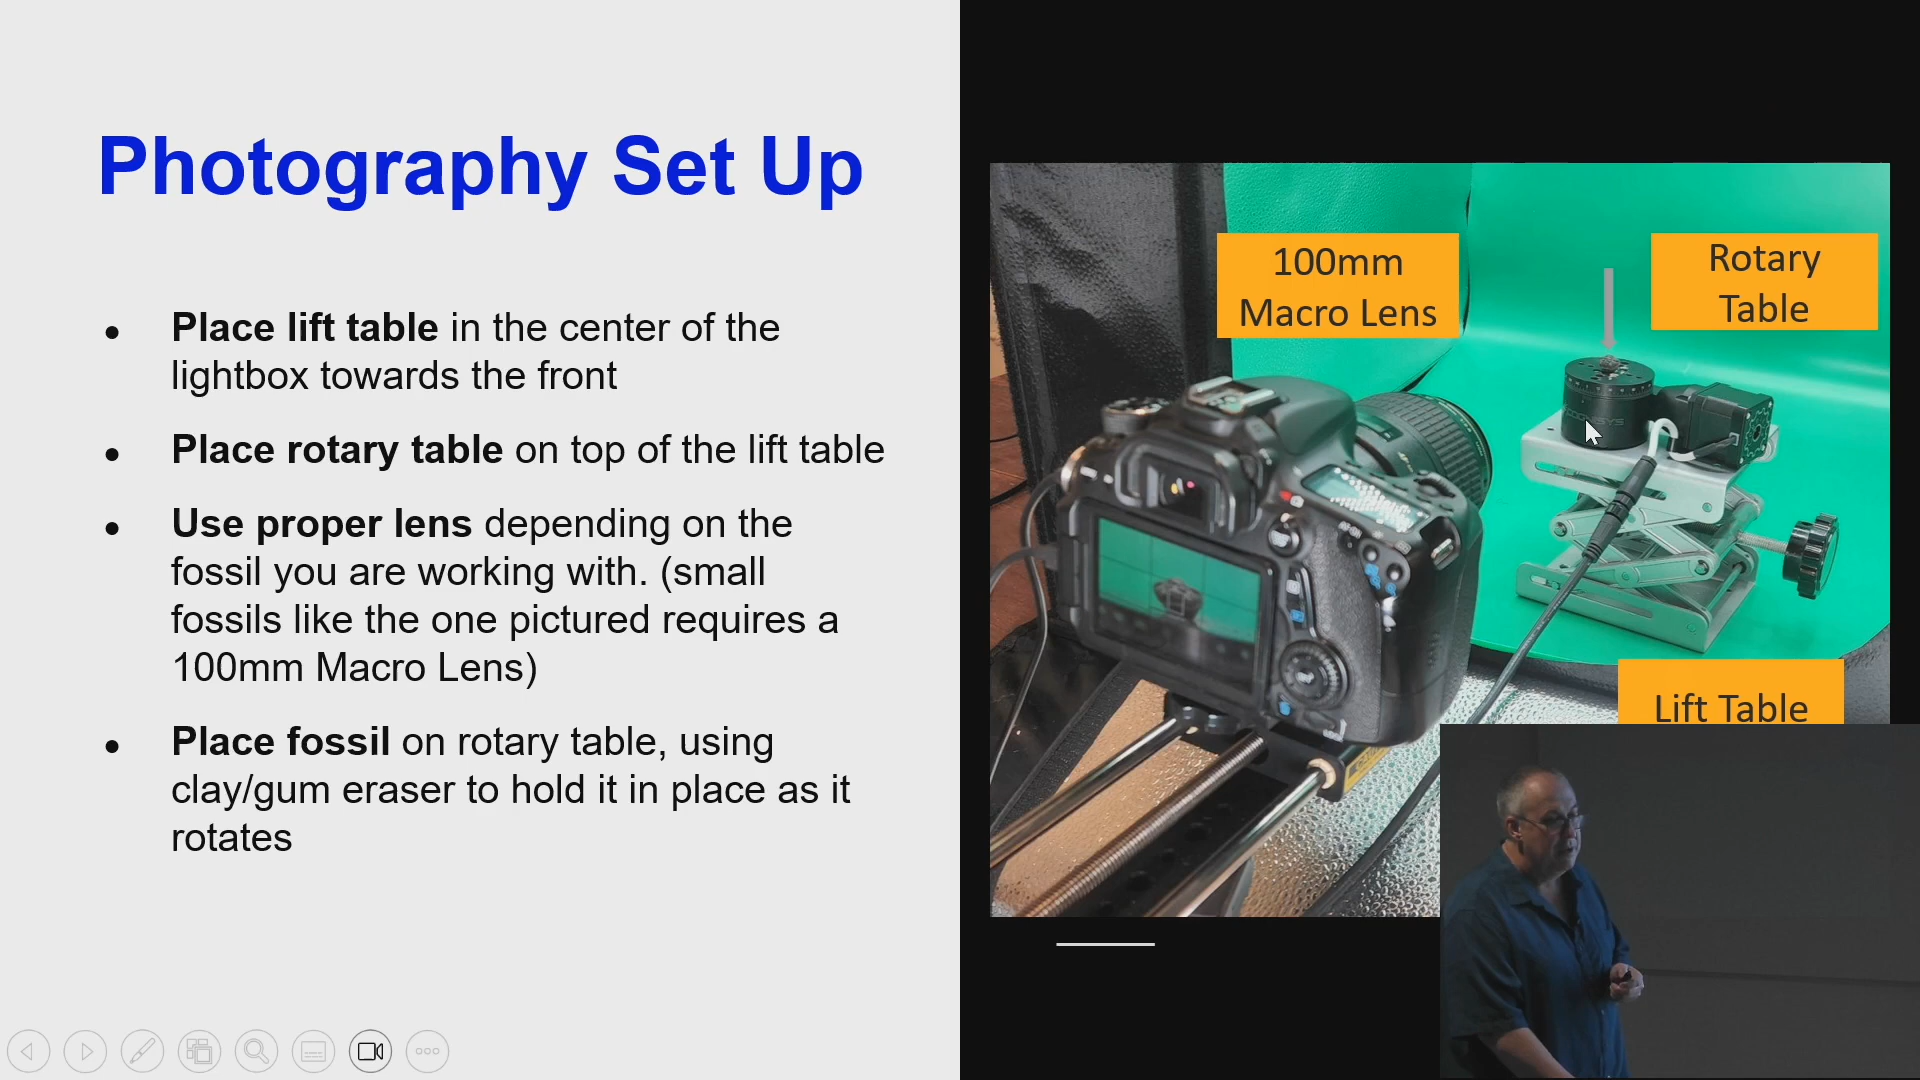 Photography Set Up
Place lift table in the center of the
lightbox towards the front
Place rotary table on top of the lift table
Use proper lens depending on the
fossil you are working with. (small
fossils like the one pictured requires a
100mm Macro Lens)
Place fossil on rotary table, using
clay/gum eraser to hold it in place as it
rotates
100mm
Macro Lens
Rotary
Table
Lift Table